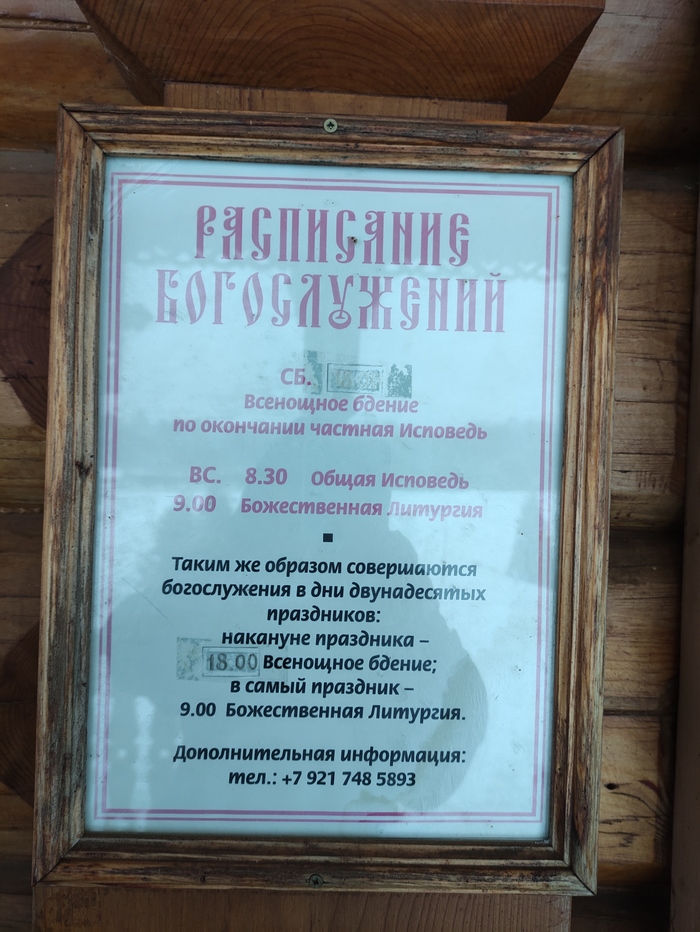 РАСПИСАНИЕ
БОГОСЛУЖЕНИЙ
СБ.
Всенощное бдение
по окончании частная Исповедь
ВС. 8.30 Общая Исповедь
9.00 Божественная Литургия
Таким же образом совершаются
богослужения в дни двунадесятых
праздников:
накануне праздника –
18.00 Всенощное бдение;
в самый праздник –
9.00 Божественная Литургия.
Дополнительная информация:
тел.: +7 921 748 5893